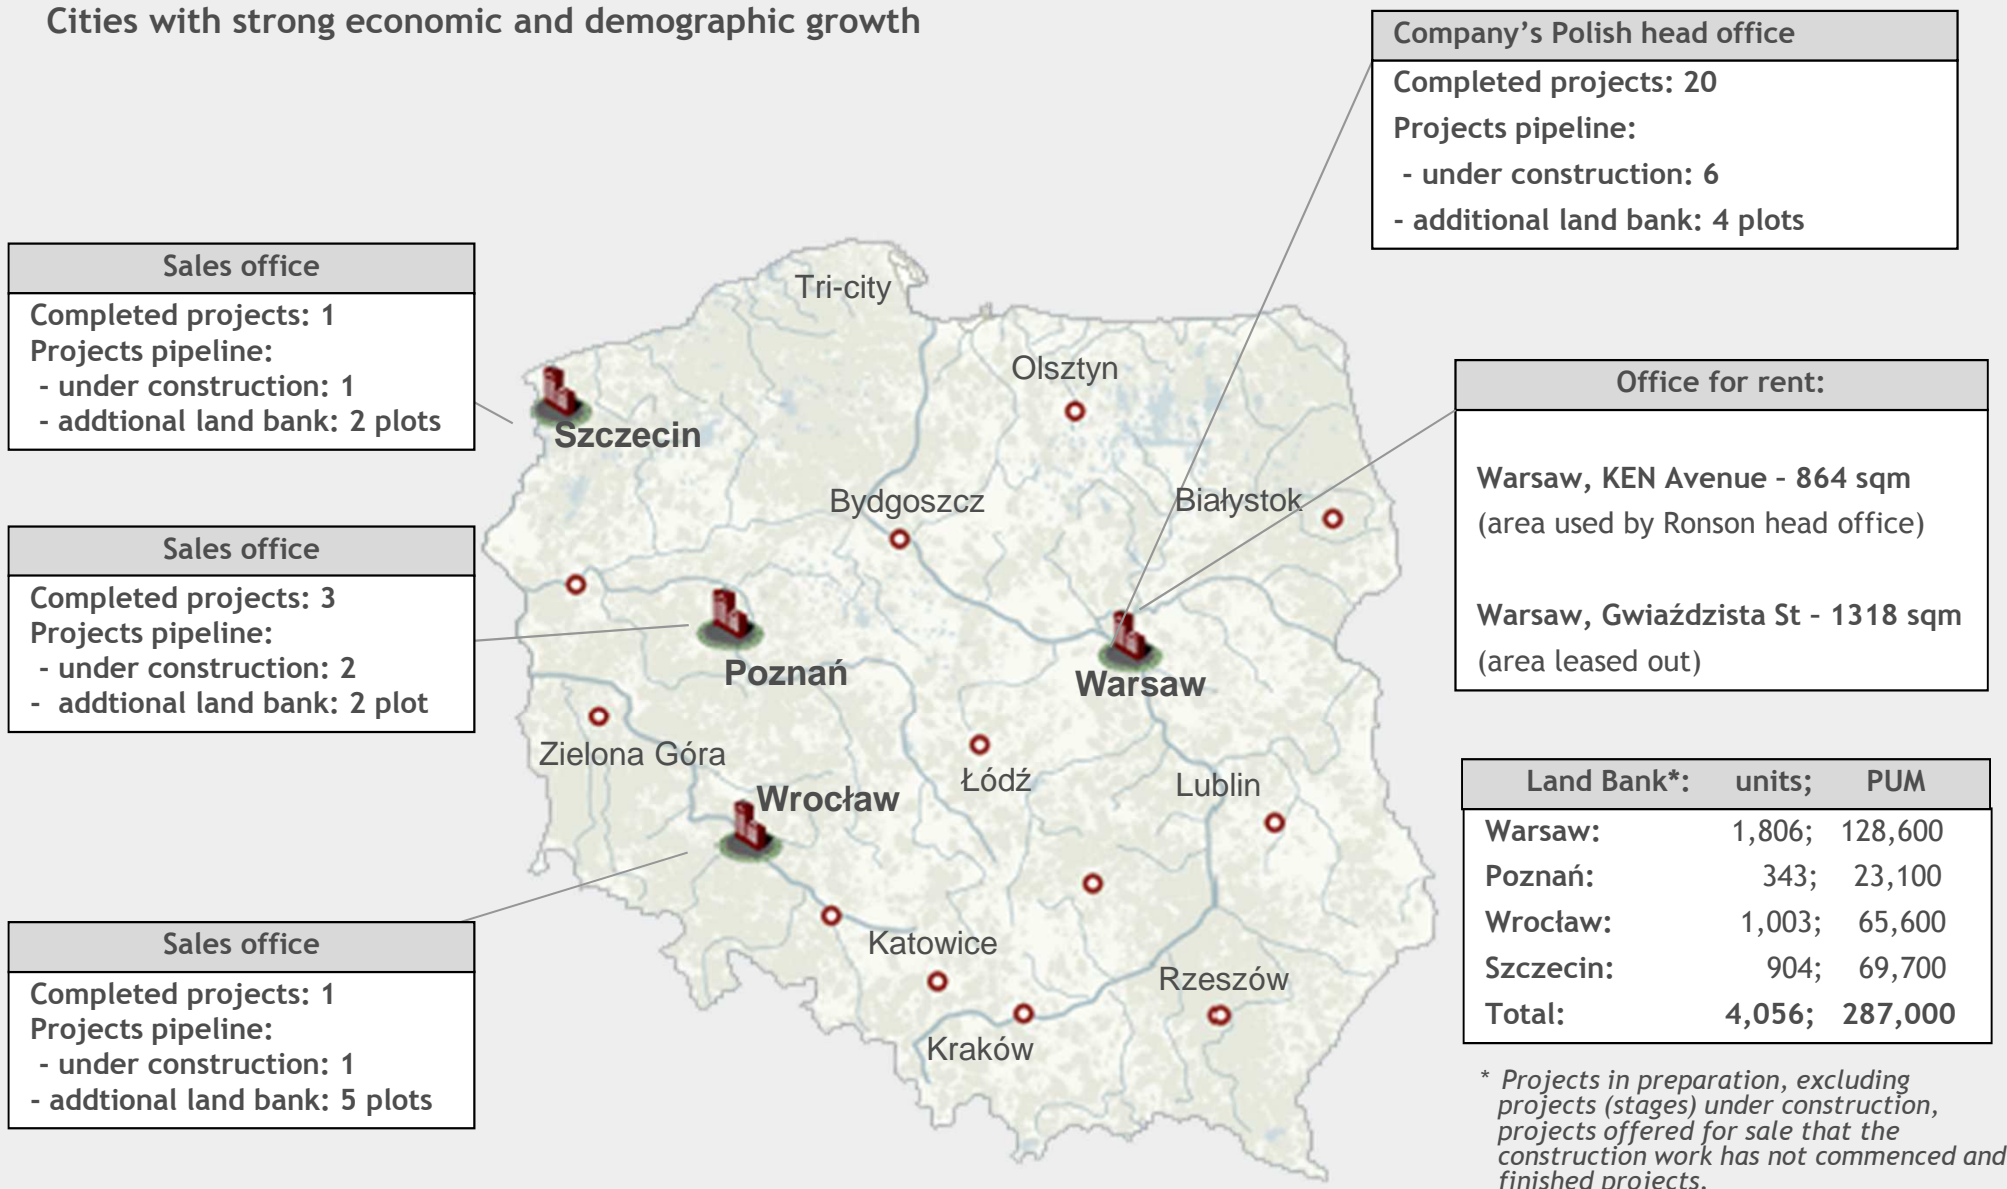 Cities with strong economic and demographic growth
Company’s Polish head office
Completed projects: 20
Projects pipeline:
- under construction: 6
- additional land bank: 4 plots
Sales office
Completed projects: 1
Projects pipeline:
- under construction: 1
- addtional land bank: 2 plots
Sales office
Completed projects: 3
Projects pipeline:
- under construction: 2
- addtional land bank: 2 plot
Sales office
Completed projects: 1
Projects pipeline:
- under construction: 1
- addtional land bank: 5 plots
Tri-city
Olsztyn
Szczecin
Bydgoszcz
Białystok
Poznań
Warsaw
Zielona Góra
Wrocław
Łódź
Lublin
Katowice
Rzeszów
Kraków
Office for rent:
Warsaw, KEN Avenue - 864 sqm
(area used by Ronson head office)
Warsaw, Gwiaździsta St - 1318 sqm
(area leased out)
Land Bank*: units; PUM
Warsaw: 1,806; 128,600
Poznań: 343; 23,100
Wrocław: 1,003; 65,600
Szczecin: 904; 69,700
Total: 4,056; 287,000
* Projects in preparation, excluding
projects (stages) under construction,
projects offered for sale that the
construction work has not commenced and
finished projects.